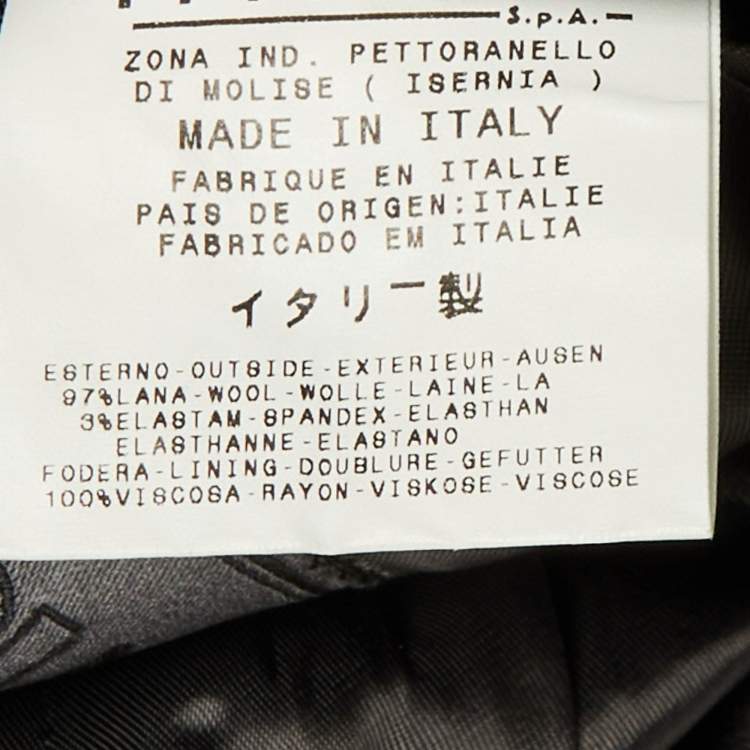 S.p.A.
ZONA IND. PETTORANELLO
DI MOLISE ( ISERNIA )
MADE IN ITALY
FABRIQUE EN ITALIE
PAIS DE ORIGEN:ITALIE
FABRICADO EM ITALIA
イタリー製
ESTERNO-OUTSIDE-EXTERIEUR-AUSEN
97%LANA-WOOL-WOLLE-LAINE-LA
3%ELASTAM-SPANDEX-ELASTHAN
ELASTHANNE-ELASTANO
FODERA-LINING-DOUBLURE-GEFUTTER
100%VISCOSA-RAYON-VISKOSE-VISCOSE